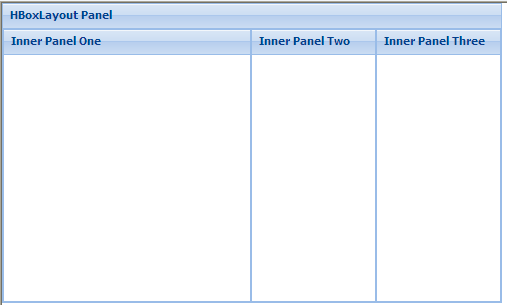 HBoxLayout Panel
Inner Panel One
Inner Panel Two
Inner Panel Three